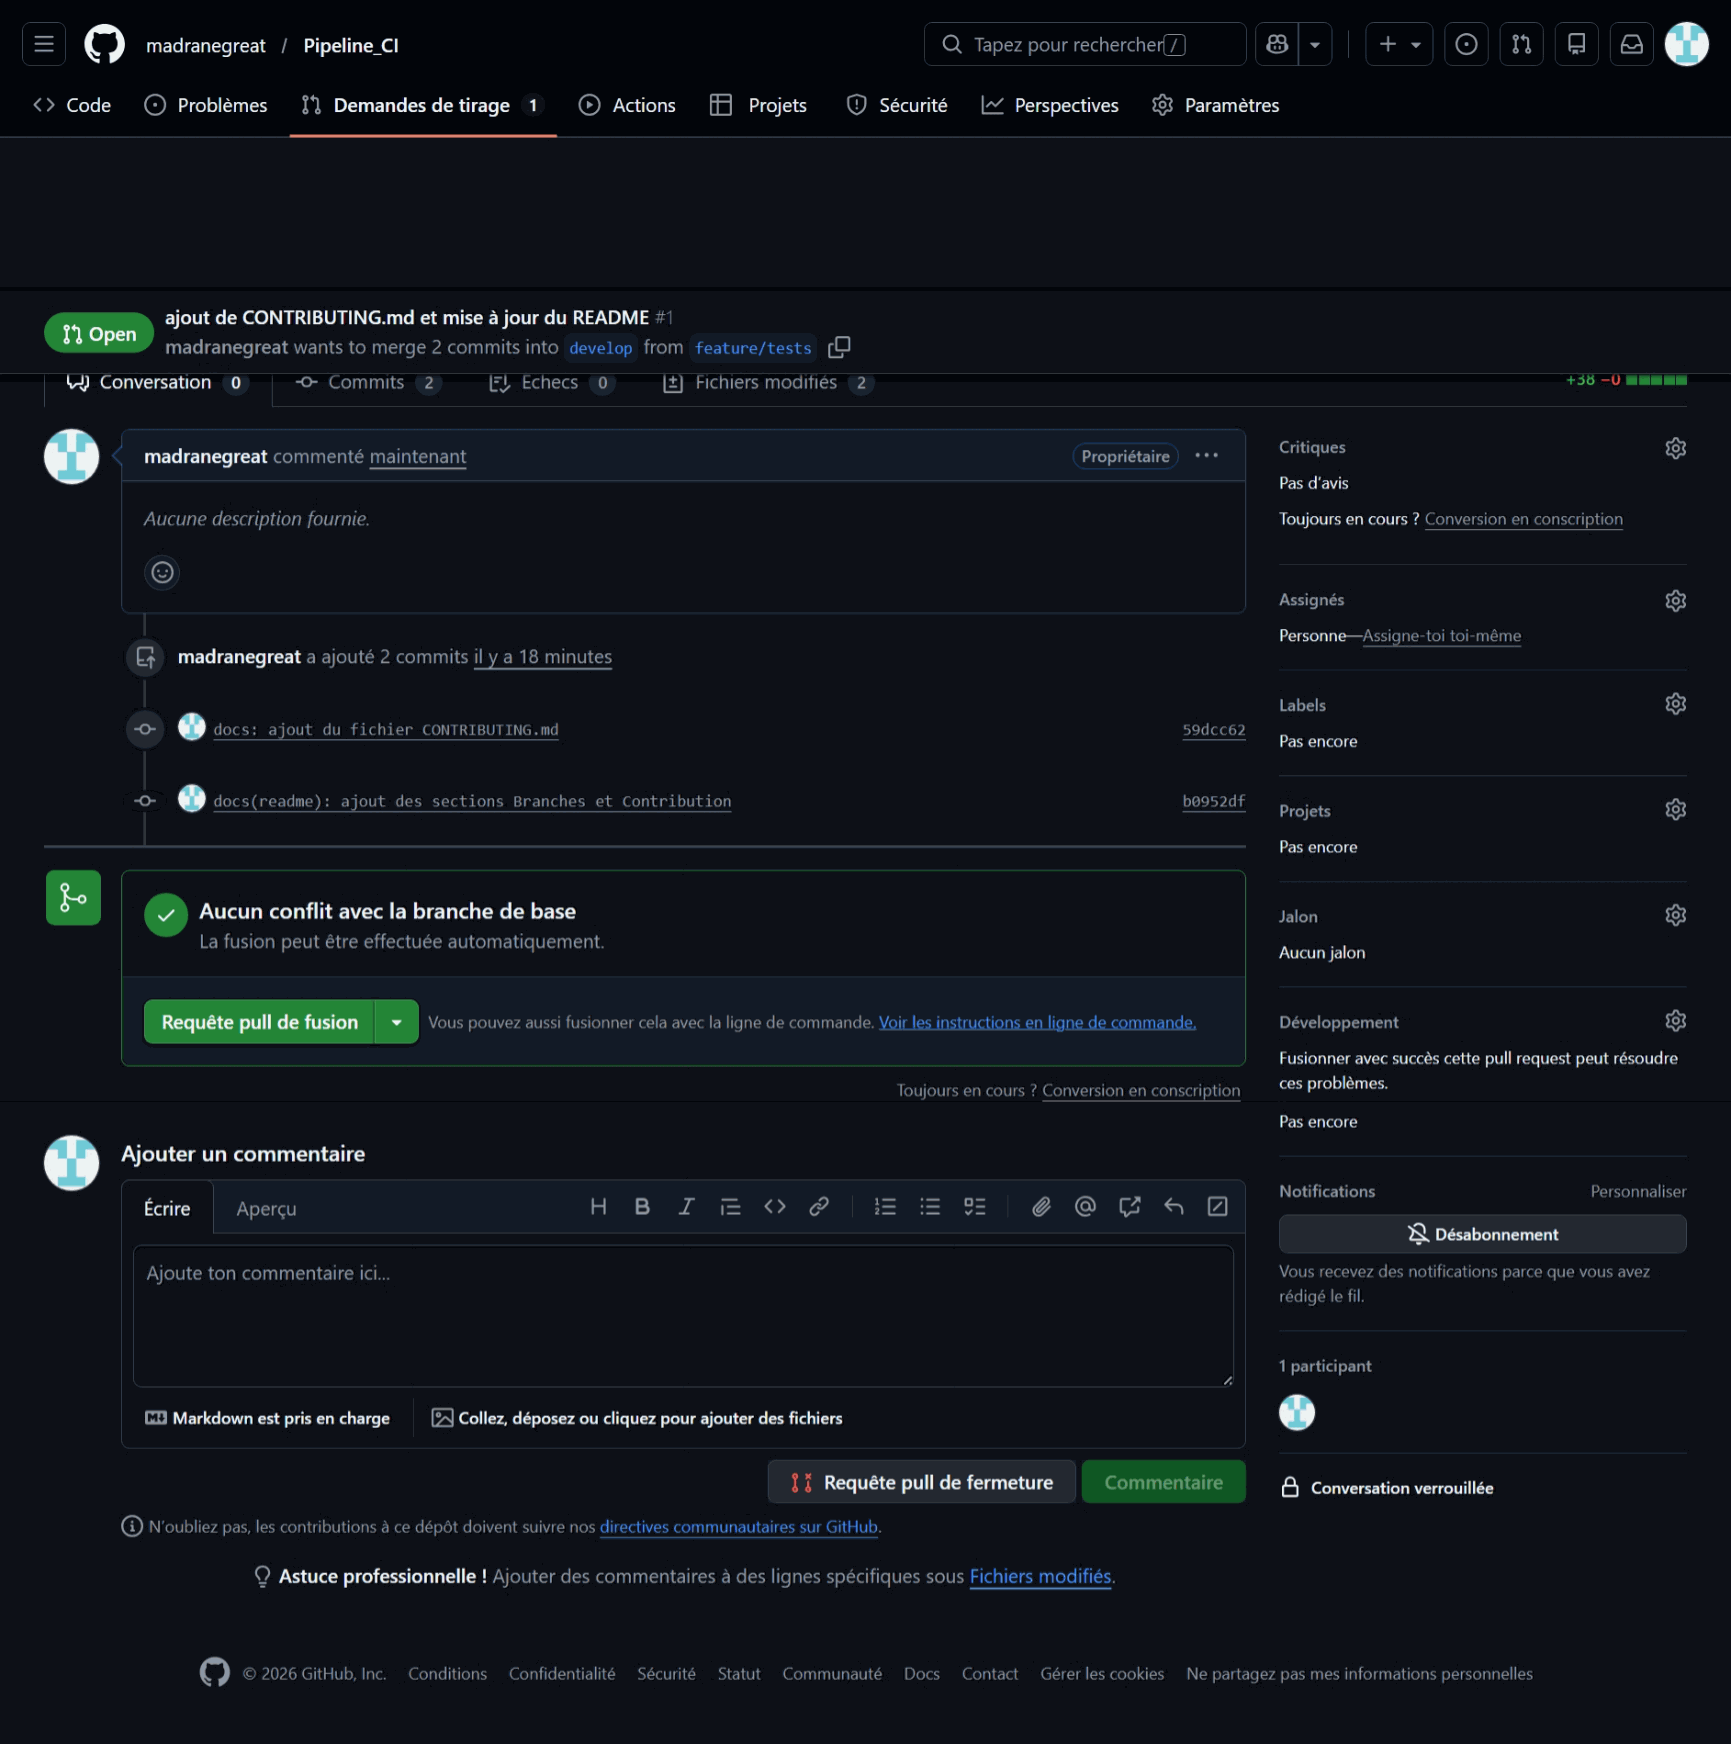 madranegreat / Pipeline_CI
Tapez pour rechercher /
Code
Problèmes
Demandes de tirage 1
Actions
Projets
Sécurité
Perspectives
Paramètres
Open
ajout de CONTRIBUTING.md et mise à jour du README #1
madranegreat wants to merge 2 commits into develop from feature/tests
Conversation 0
Commits 2
Échecs 0
Fichiers modifiés 2
+38 −0
madranegreat commenté maintenant
Propriétaire
Aucune description fournie.
madranegreat a ajouté 2 commits il y a 18 minutes
docs: ajout du fichier CONTRIBUTING.md
59dcc62
docs(readme): ajout des sections Branches et Contribution
b0952df
Aucun conflit avec la branche de base
La fusion peut être effectuée automatiquement.
Requête pull de fusion
Vous pouvez aussi fusionner cela avec la ligne de commande. Voir les instructions en ligne de commande.
Toujours en cours ? Conversion en conscription
Critiques
Pas d’avis
Toujours en cours ? Conversion en conscription
Assignés
Personne—Assigne-toi toi-même
Labels
Pas encore
Projets
Pas encore
Jalon
Aucun jalon
Développement
Fusionner avec succès cette pull request peut résoudre
ces problèmes.
Pas encore
Notifications
Personnaliser
Désabonnement
Vous recevez des notifications parce que vous avez
rédigé le fil.
1 participant
Conversation verrouillée
Ajouter un commentaire
Écrire
Aperçu
Ajoute ton commentaire ici...
Markdown est pris en charge
Collez, déposez ou cliquez pour ajouter des fichiers
Requête pull de fermeture
Commentaire
N’oubliez pas, les contributions à ce dépôt doivent suivre nos directives communautaires sur GitHub.
Astuce professionnelle ! Ajouter des commentaires à des lignes spécifiques sous Fichiers modifiés.
© 2026 GitHub, Inc.
Conditions
Confidentialité
Sécurité
Statut
Communauté
Docs
Contact
Gérer les cookies
Ne partagez pas mes informations personnelles